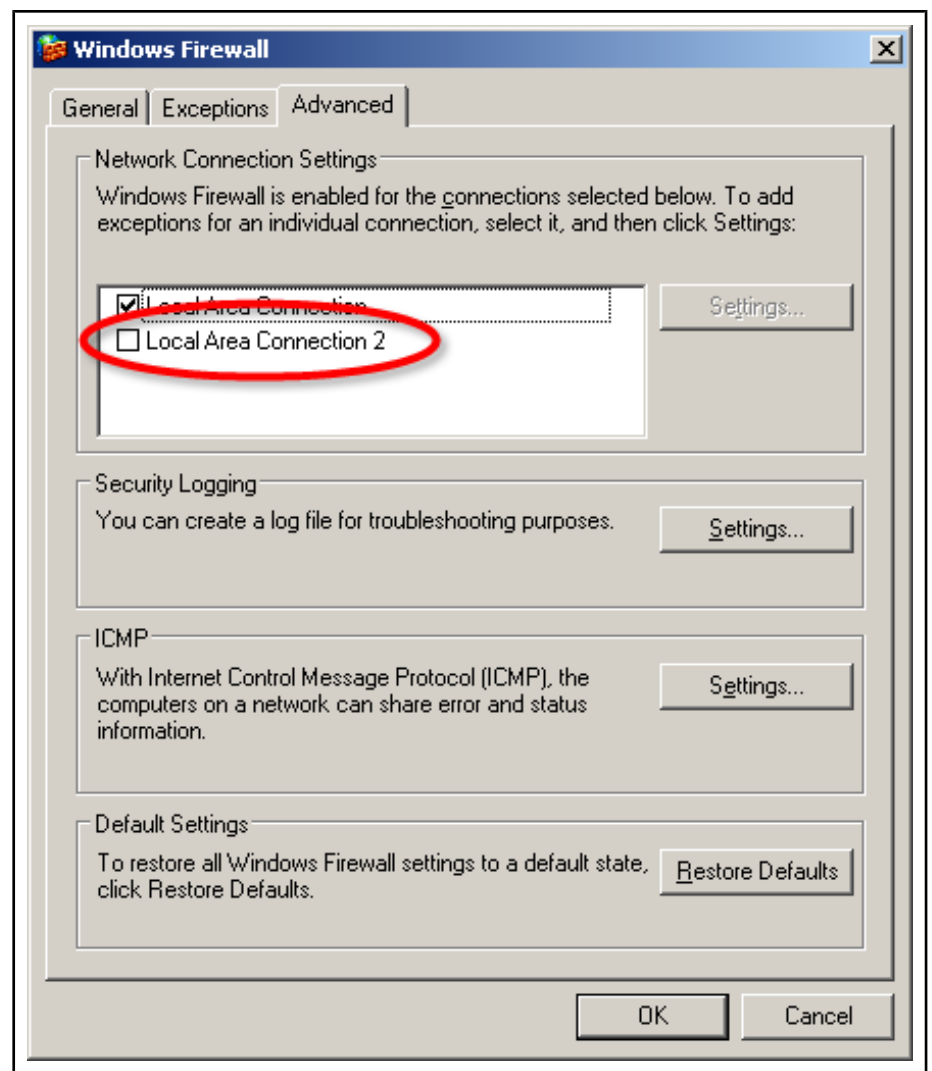 Windows Firewall
General Exceptions Advanced
Network Connection Settings
Windows Firewall is enabled for the connections selected below. To add
exceptions for an individual connection, select it, and then click Settings:
Local Area Connection
Settings...
Local Area Connection 2
Security Logging
You can create a log file for troubleshooting purposes.
Settings...
ICMP
With Internet Control Message Protocol (ICMP), the
computers on a network can share error and status
information.
Settings...
Default Settings
To restore all Windows Firewall settings to a default state,
click Restore Defaults.
Restore Defaults
OK Cancel